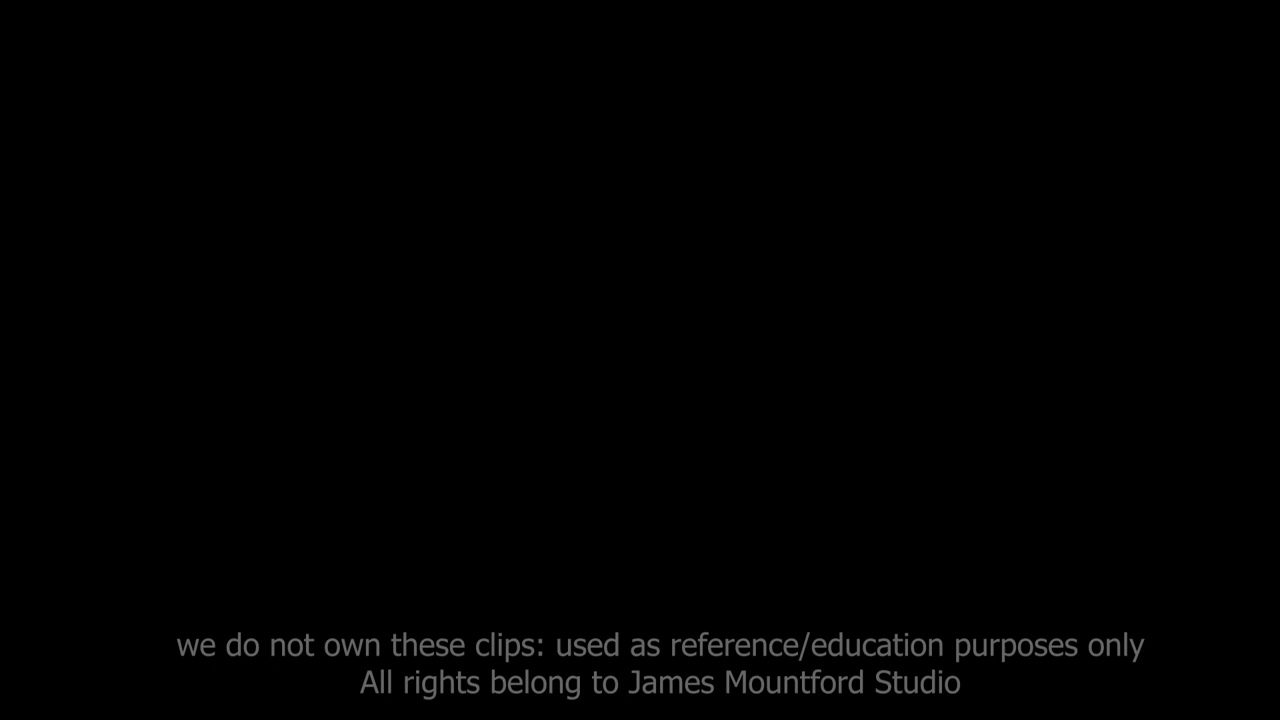 we do not own these clips: used as reference/education purposes only
All rights belong to James Mountford Studio